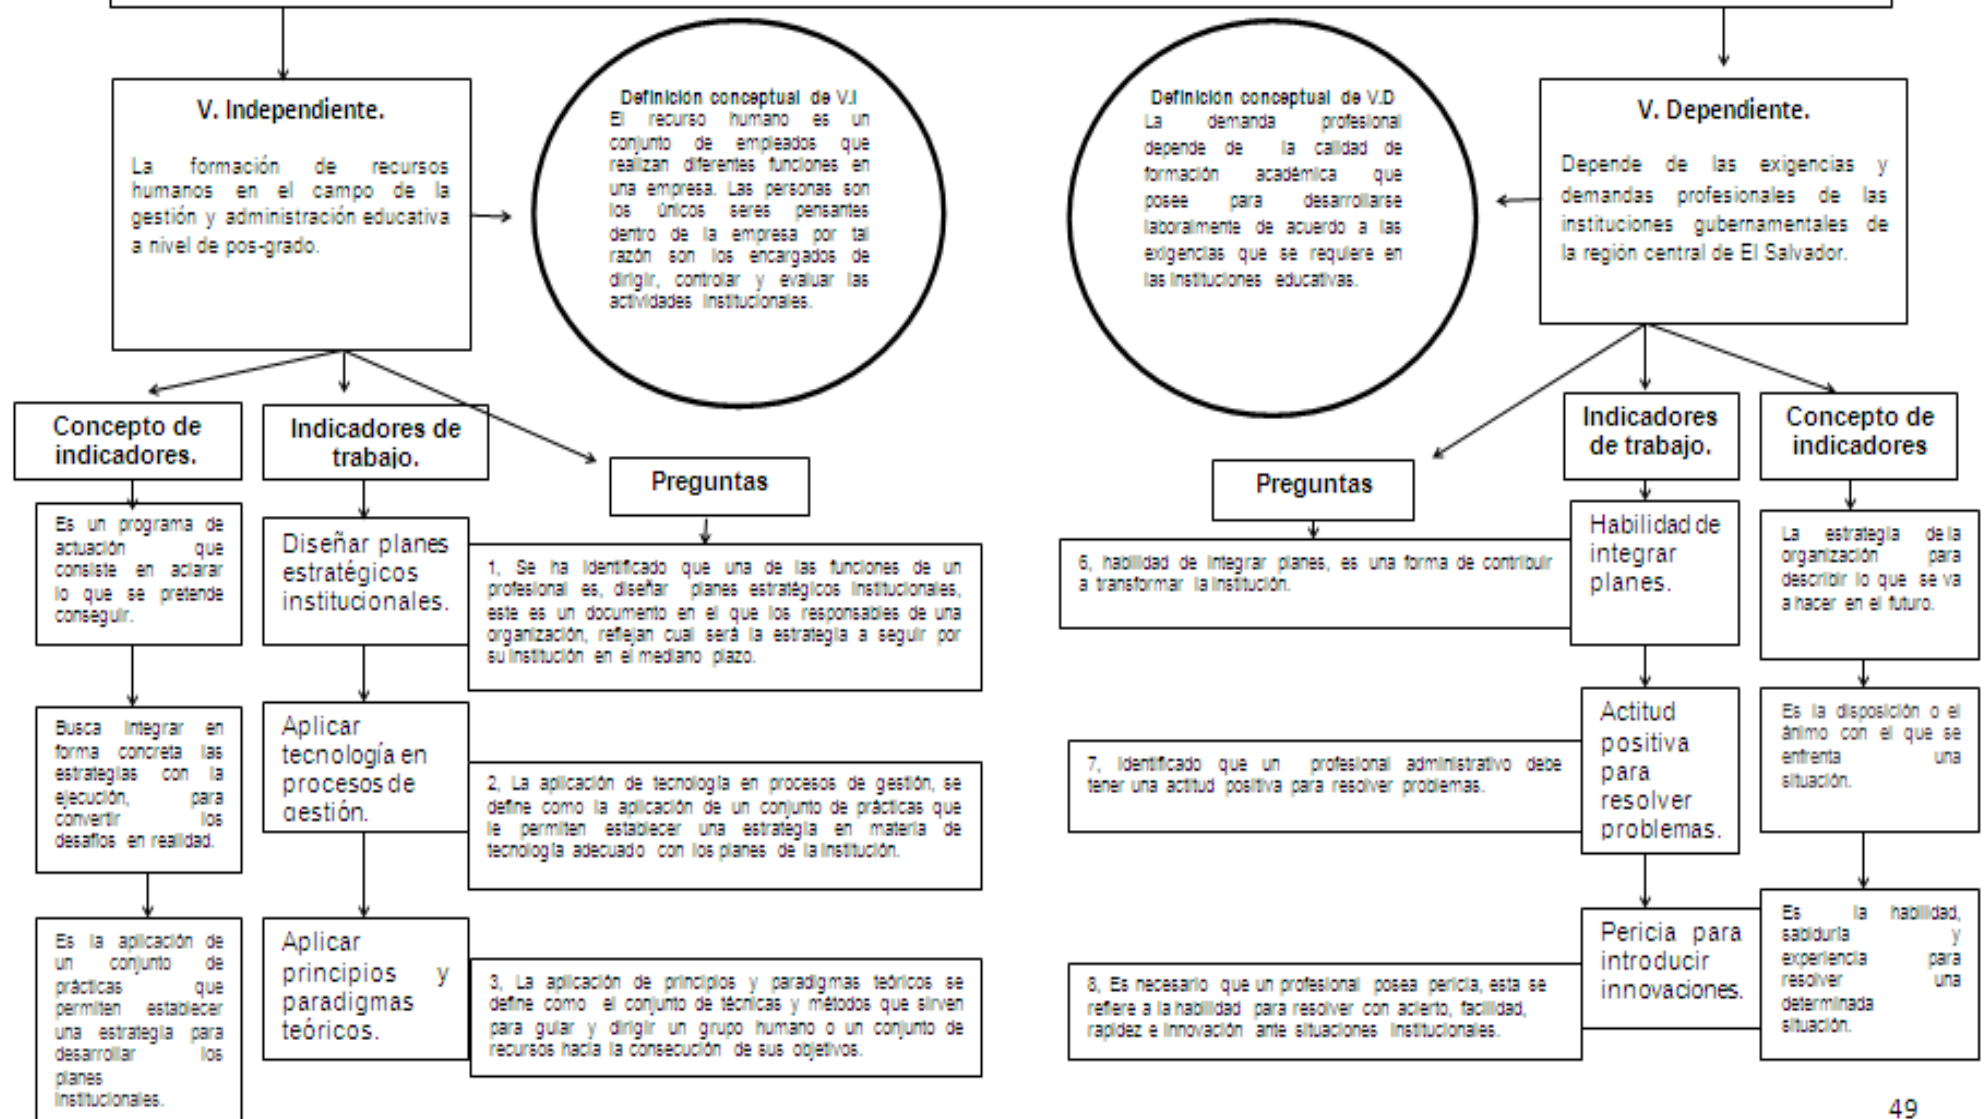 V. Independiente.
La formación de recursos
humanos en el campo de la
gestión y administración educativa
a nivel de pos-grado.
Definición conceptual de V.I
El recurso humano es un
conjunto de empleados que
realizan diferentes funciones en
una empresa. Las personas son
los únicos seres pensantes
dentro de la empresa por tal
razón son los encargados de
dirigir, controlar y evaluar las
actividades institucionales.
Definición conceptual de V.D
La demanda profesional
depende de la calidad de
formación académica que
posee para desarrollarse
laboralmente de acuerdo a las
exigencias que se requiere en
las instituciones educativas.
V. Dependiente.
Depende de las exigencias y
demandas profesionales de las
instituciones gubernamentales de
la región central de El Salvador.
Concepto de
indicadores.
Es un programa de
actuación que
consiste en aclarar
lo que se pretende
conseguir.
Busca integrar en
forma concreta las
estrategias con la
ejecución, para
convertir los
desafíos en realidad.
Es la aplicación de
un conjunto de
prácticas que
permiten establecer
una estrategia para
desarrollar los
planes
institucionales.
Indicadores de
trabajo.
Diseñar planes
estratégicos
institucionales.
Aplicar
tecnología en
procesos de
gestión.
Aplicar
principios y
paradigmas
teóricos.
Preguntas
1, Se ha identificado que una de las funciones de un
profesional es, diseñar planes estratégicos institucionales,
este es un documento en el que los responsables de una
organización, reflejan cual será la estrategia a seguir por
su institución en el mediano plazo.
2, La aplicación de tecnología en procesos de gestión, se
define como la aplicación de un conjunto de prácticas que
le permiten establecer una estrategia en materia de
tecnología adecuado con los planes de la institución.
3, La aplicación de principios y paradigmas teóricos se
define como el conjunto de técnicas y métodos que sirven
para guiar y dirigir un grupo humano o un conjunto de
recursos hacia la consecución de sus objetivos.
Preguntas
6, habilidad de integrar planes, es una forma de contribuir
a transformar la institución.
7, Identificado que un profesional administrativo debe
tener una actitud positiva para resolver problemas.
8, Es necesario que un profesional posea pericia, esta se
refiere a la habilidad para resolver con acierto, facilidad,
rapidez e innovación ante situaciones institucionales.
Indicadores
de trabajo.
Habilidad de
integrar
planes.
Actitud
positiva
para
resolver
problemas.
Pericia para
introducir
innovaciones.
Concepto de
indicadores
La estrategia de la
organización para
describir lo que se va
a hacer en el futuro.
Es la disposición o el
ánimo con el que se
enfrenta una
situación.
Es la habilidad,
sabiduría y
experiencia para
resolver una
determinada
situación.
49